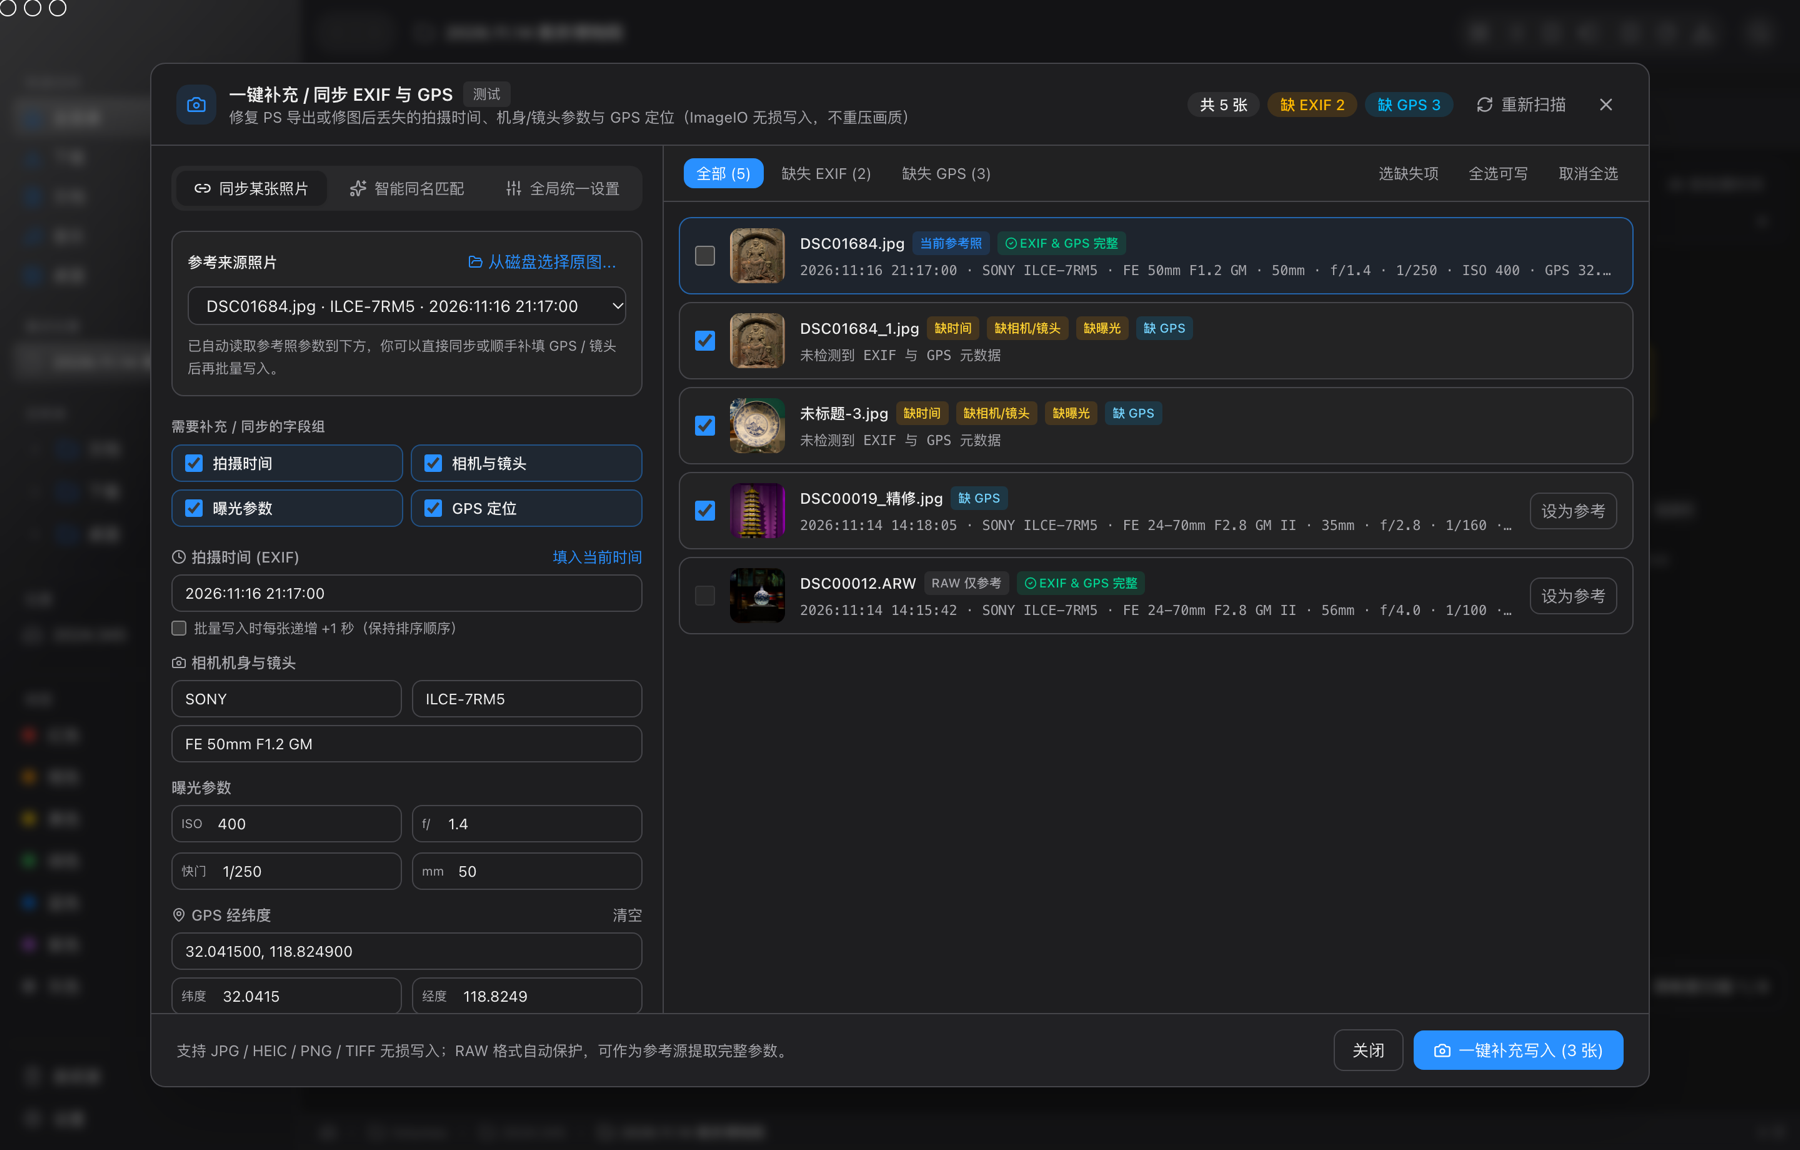 一键补充 / 同步 EXIF 与 GPS 测试
修复 PS 导出或修图后丢失的拍摄时间、机身/镜头参数与 GPS 定位（ImageIO 无损写入，不重压画质）
共 5 张 缺 EXIF 2 缺 GPS 3 重新扫描
同步某张照片 智能同名匹配 全局统一设置
参考来源照片 从磁盘选择原图...
DSC01684.jpg · ILCE-7RM5 · 2026:11:16 21:17:00
已自动读取参考照参数到下方，你可以直接同步或顺手补填 GPS / 镜头
后再批量写入。
需要补充 / 同步的字段组
拍摄时间 相机与镜头
曝光参数 GPS 定位
拍摄时间 (EXIF) 填入当前时间
2026:11:16 21:17:00
批量写入时每张递增 +1 秒（保持排序顺序）
相机机身与镜头
SONY ILCE-7RM5
FE 50mm F1.2 GM
曝光参数
ISO 400 f/ 1.4
快门 1/250 mm 50
GPS 经纬度 清空
32.041500, 118.824900
纬度 32.0415 经度 118.8249
全部 (5) 缺失 EXIF (2) 缺失 GPS (3) 选缺失项 全选可写 取消全选
DSC01684.jpg 当前参考照 EXIF & GPS 完整
2026:11:16 21:17:00 · SONY ILCE-7RM5 · FE 50mm F1.2 GM · 50mm · f/1.4 · 1/250 · ISO 400 · GPS 32.…
DSC01684_1.jpg 缺时间 缺相机/镜头 缺曝光 缺 GPS
未检测到 EXIF 与 GPS 元数据
未标题-3.jpg 缺时间 缺相机/镜头 缺曝光 缺 GPS
未检测到 EXIF 与 GPS 元数据
DSC00019_精修.jpg 缺 GPS
2026:11:14 14:18:05 · SONY ILCE-7RM5 · FE 24-70mm F2.8 GM II · 35mm · f/2.8 · 1/160 ·… 设为参考
DSC00012.ARW RAW 仅参考 EXIF & GPS 完整
2026:11:14 14:15:42 · SONY ILCE-7RM5 · FE 24-70mm F2.8 GM II · 56mm · f/4.0 · 1/100 ·… 设为参考
支持 JPG / HEIC / PNG / TIFF 无损写入；RAW 格式自动保护，可作为参考源提取完整参数。
关闭 一键补充写入 (3 张)